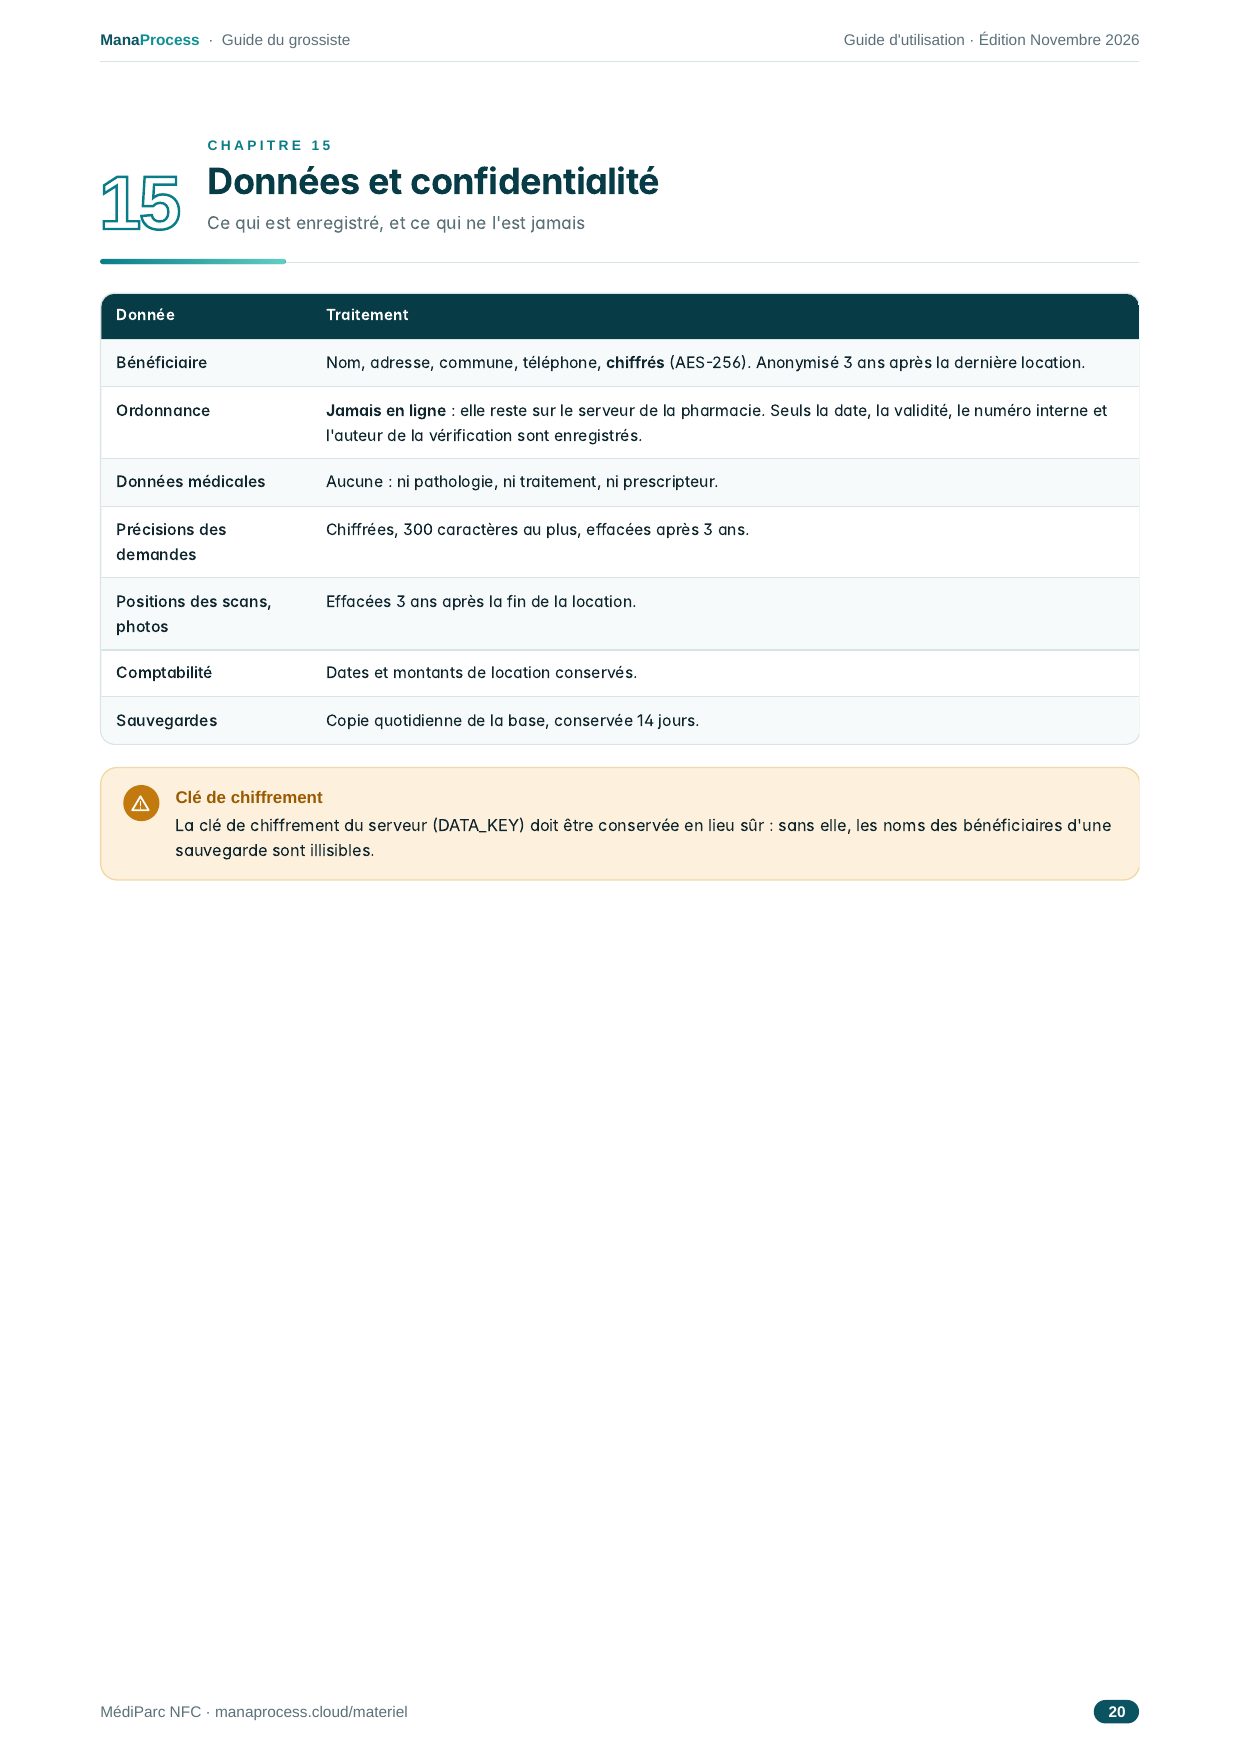 ManaProcess · Guide du grossiste
Guide d'utilisation · Édition Novembre 2026
CHAPITRE 15
15
Données et confidentialité
Ce qui est enregistré, et ce qui ne l'est jamais
Donnée Traitement
Bénéficiaire Nom, adresse, commune, téléphone, chiffrés (AES-256). Anonymisé 3 ans après la dernière location.
Ordonnance Jamais en ligne : elle reste sur le serveur de la pharmacie. Seuls la date, la validité, le numéro interne et
l'auteur de la vérification sont enregistrés.
Données médicales Aucune : ni pathologie, ni traitement, ni prescripteur.
Précisions des Chiffrées, 300 caractères au plus, effacées après 3 ans.
demandes
Positions des scans, Effacées 3 ans après la fin de la location.
photos
Comptabilité Dates et montants de location conservés.
Sauvegardes Copie quotidienne de la base, conservée 14 jours.
Clé de chiffrement
La clé de chiffrement du serveur (DATA_KEY) doit être conservée en lieu sûr : sans elle, les noms des bénéficiaires d'une
sauvegarde sont illisibles.
MédiParc NFC · manaprocess.cloud/materiel
20